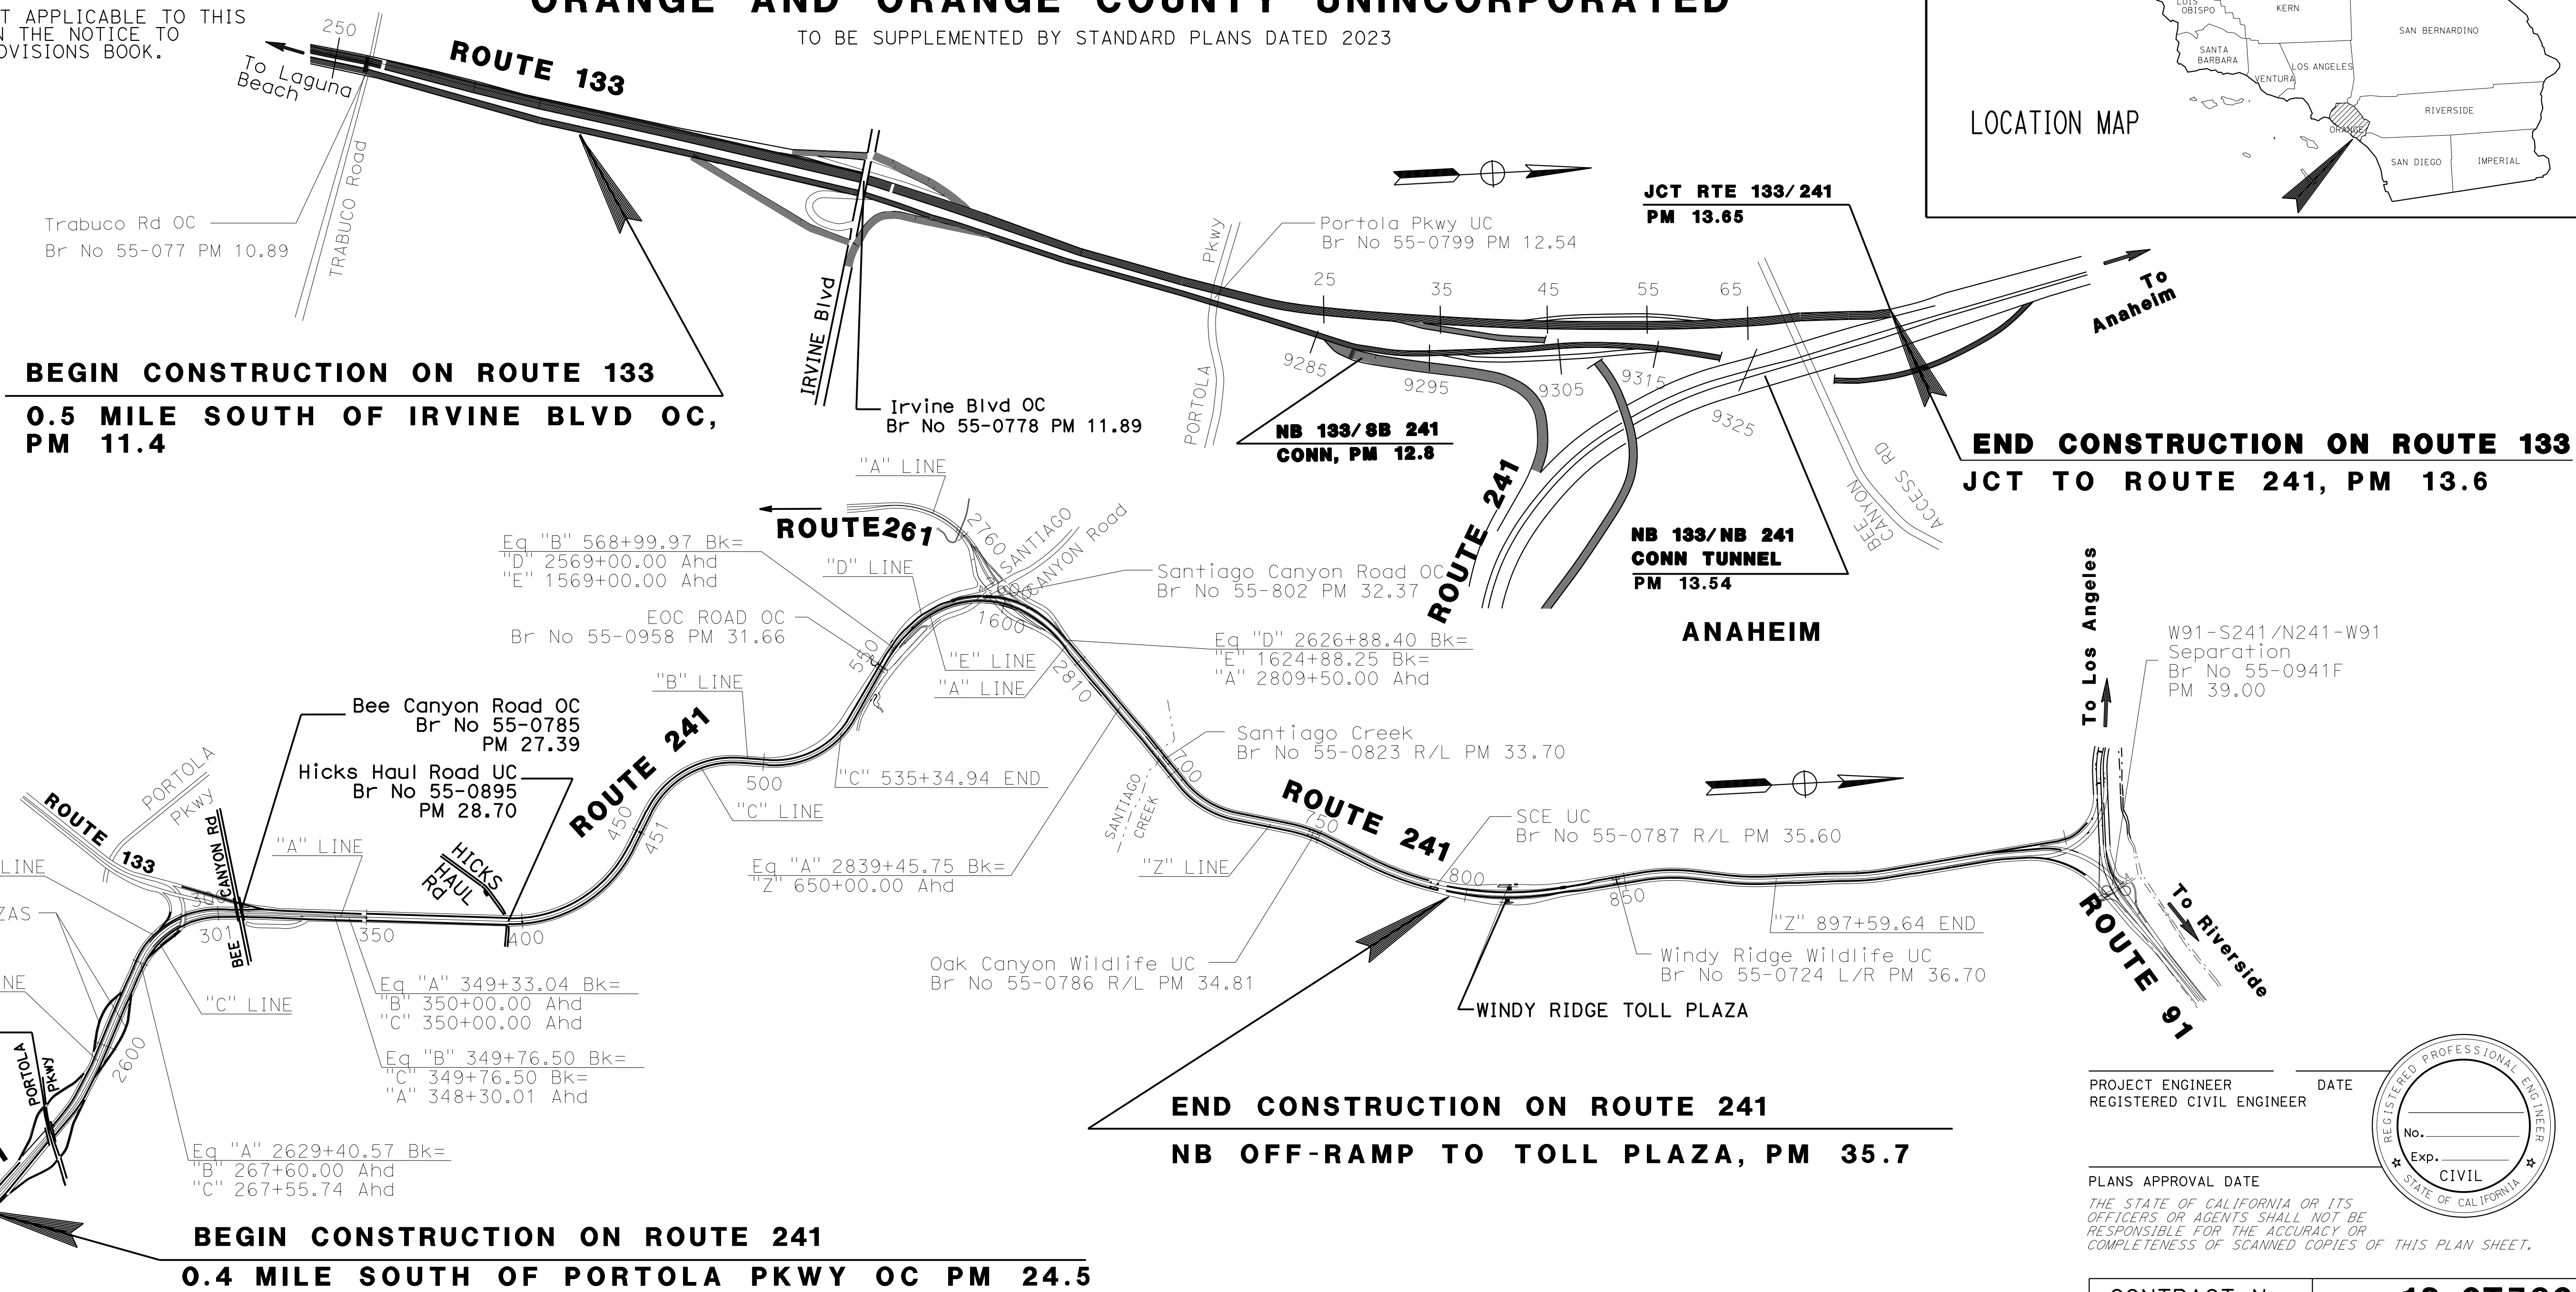 T APPLICABLE TO THIS
N THE NOTICE TO
OVISIONS BOOK.
ORANGE AND ORANGE COUNTY UNINCORPORATED
TO BE SUPPLEMENTED BY STANDARD PLANS DATED 2023
LUIS
OBISPO
KERN
SAN BERNARDINO
SANTA
BARBARA
VENTURA
LOS ANGELES
RIVERSIDE
ORANGE
SAN DIEGO
IMPERIAL
LOCATION MAP
250
To Laguna
Beach
ROUTE 133
TRABUCO Road
Trabuco Rd OC
Br No 55-077 PM 10.89
BEGIN CONSTRUCTION ON ROUTE 133
0.5 MILE SOUTH OF IRVINE BLVD OC,
PM 11.4
IRVINE Blvd
Irvine Blvd OC
Br No 55-0778 PM 11.89
PORTOLA Pkwy
Portola Pkwy UC
Br No 55-0799 PM 12.54
25
35
45
55
65
9285
9295
9305
9315
9325
JCT RTE 133/241
PM 13.65
To
Anaheim
NB 133/SB 241
CONN, PM 12.8
ROUTE 241
NB 133/NB 241
CONN TUNNEL
PM 13.54
BEE
CANYON
ACCESS RD
END CONSTRUCTION ON ROUTE 133
JCT TO ROUTE 241, PM 13.6
ANAHEIM
"A" LINE
ROUTE 261
2760
SANTIAGO
CANYON Road
Eq "B" 568+99.97 Bk=
"D" 2569+00.00 Ahd
"E" 1569+00.00 Ahd
"D" LINE
Santiago Canyon Road OC
Br No 55-802 PM 32.37
EOC ROAD OC
Br No 55-0958 PM 31.66
1600
550
"E" LINE
"A" LINE
2810
Eq "D" 2626+88.40 Bk=
"E" 1624+88.25 Bk=
"A" 2809+50.00 Ahd
"B" LINE
Bee Canyon Road OC
Br No 55-0785
PM 27.39
Hicks Haul Road UC
Br No 55-0895
PM 28.70
ROUTE 241
500
"C" 535+34.94 END
"C" LINE
450
451
Santiago Creek
Br No 55-0823 R/L PM 33.70
700
SANTIAGO
CREEK
ROUTE 241
750
SCE UC
Br No 55-0787 R/L PM 35.60
Eq "A" 2839+45.75 Bk=
"Z" 650+00.00 Ahd
"Z" LINE
800
850
"Z" 897+59.64 END
Windy Ridge Wildlife UC
Br No 55-0724 L/R PM 36.70
Oak Canyon Wildlife UC
Br No 55-0786 R/L PM 34.81
WINDY RIDGE TOLL PLAZA
To Los Angeles
W91-S241/N241-W91
Separation
Br No 55-0941F
PM 39.00
To Riverside
ROUTE 91
PORTOLA
Pkwy
ROUTE 133
LINE
ZAS
NE
300
301
BEE CANYON Rd
"A" LINE
HICKS
HAUL
Rd
350
400
"C" LINE
Eq "A" 349+33.04 Bk=
"B" 350+00.00 Ahd
"C" 350+00.00 Ahd
Eq "B" 349+76.50 Bk=
"C" 349+76.50 Bk=
"A" 348+30.01 Ahd
2600
PORTOLA
Pkwy
Eq "A" 2629+40.57 Bk=
"B" 267+60.00 Ahd
"C" 267+55.74 Ahd
END CONSTRUCTION ON ROUTE 241
NB OFF-RAMP TO TOLL PLAZA, PM 35.7
BEGIN CONSTRUCTION ON ROUTE 241
0.4 MILE SOUTH OF PORTOLA PKWY OC PM 24.5
PROJECT ENGINEER DATE
REGISTERED CIVIL ENGINEER
PLANS APPROVAL DATE
THE STATE OF CALIFORNIA OR ITS
OFFICERS OR AGENTS SHALL NOT BE
RESPONSIBLE FOR THE ACCURACY OR
COMPLETENESS OF SCANNED COPIES OF THIS PLAN SHEET.
REGISTERED PROFESSIONAL ENGINEER
No.
Exp.
CIVIL
STATE OF CALIFORNIA